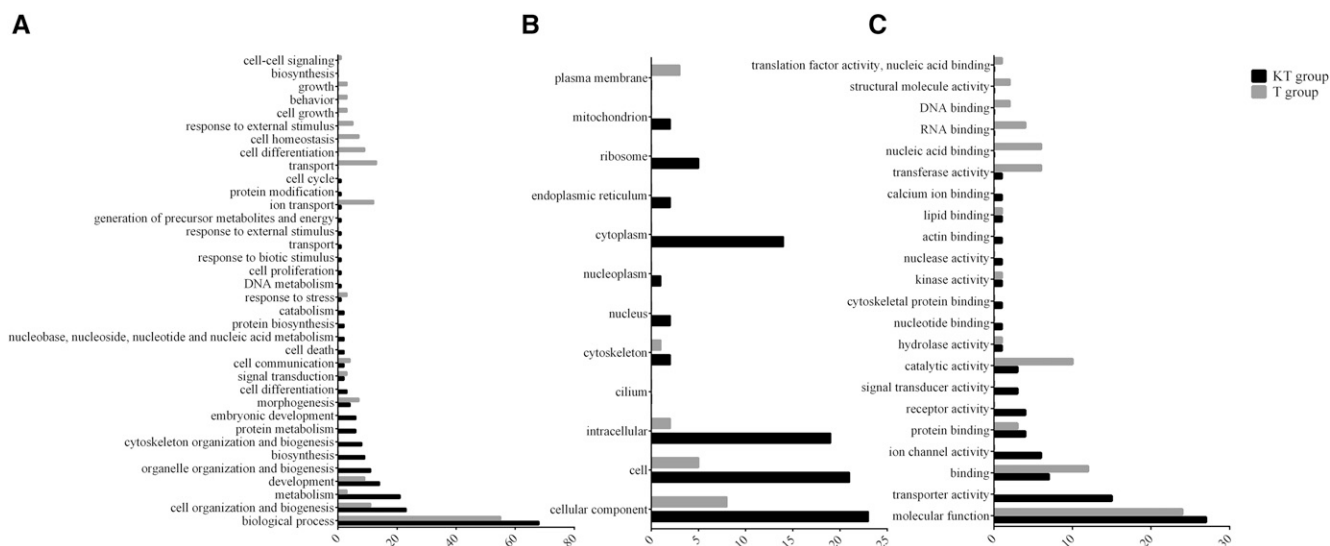 A
cell-cell signaling
biosynthesis
growth
behavior
cell growth
response to external stimulus
cell homeostasis
cell differentiation
transport
cell cycle
protein modification
ion transport
generation of precursor metabolites and energy
response to external stimulus
transport
response to biotic stimulus
cell proliferation
DNA metabolism
response to stress
catabolism
protein biosynthesis
nucleobase, nucleoside, nucleotide and nucleic acid metabolism
cell death
cell communication
signal transduction
cell differentiation
morphogenesis
embryonic development
protein metabolism
cytoskeleton organization and biogenesis
biosynthesis
organelle organization and biogenesis
development
metabolism
cell organization and biogenesis
biological process
0 20 40 60 80
B
plasma membrane
mitochondrion
ribosome
endoplasmic reticulum
cytoplasm
nucleoplasm
nucleus
cytoskeleton
cilium
intracellular
cell
cellular component
0 5 10 15 20 25
C
translation factor activity, nucleic acid binding
structural molecule activity
DNA binding
RNA binding
nucleic acid binding
transferase activity
calcium ion binding
lipid binding
actin binding
nuclease activity
kinase activity
cytoskeletal protein binding
nucleotide binding
hydrolase activity
catalytic activity
signal transducer activity
receptor activity
protein binding
ion channel activity
binding
transporter activity
molecular function
0 10 20 30
KT group
T group